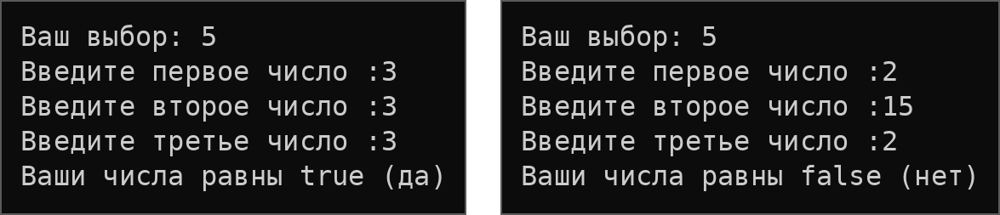 Ваш выбор: 5
Введите первое число :3
Введите второе число :3
Введите третье число :3
Ваши числа равны true (да)
Ваш выбор: 5
Введите первое число :2
Введите второе число :15
Введите третье число :2
Ваши числа равны false (нет)